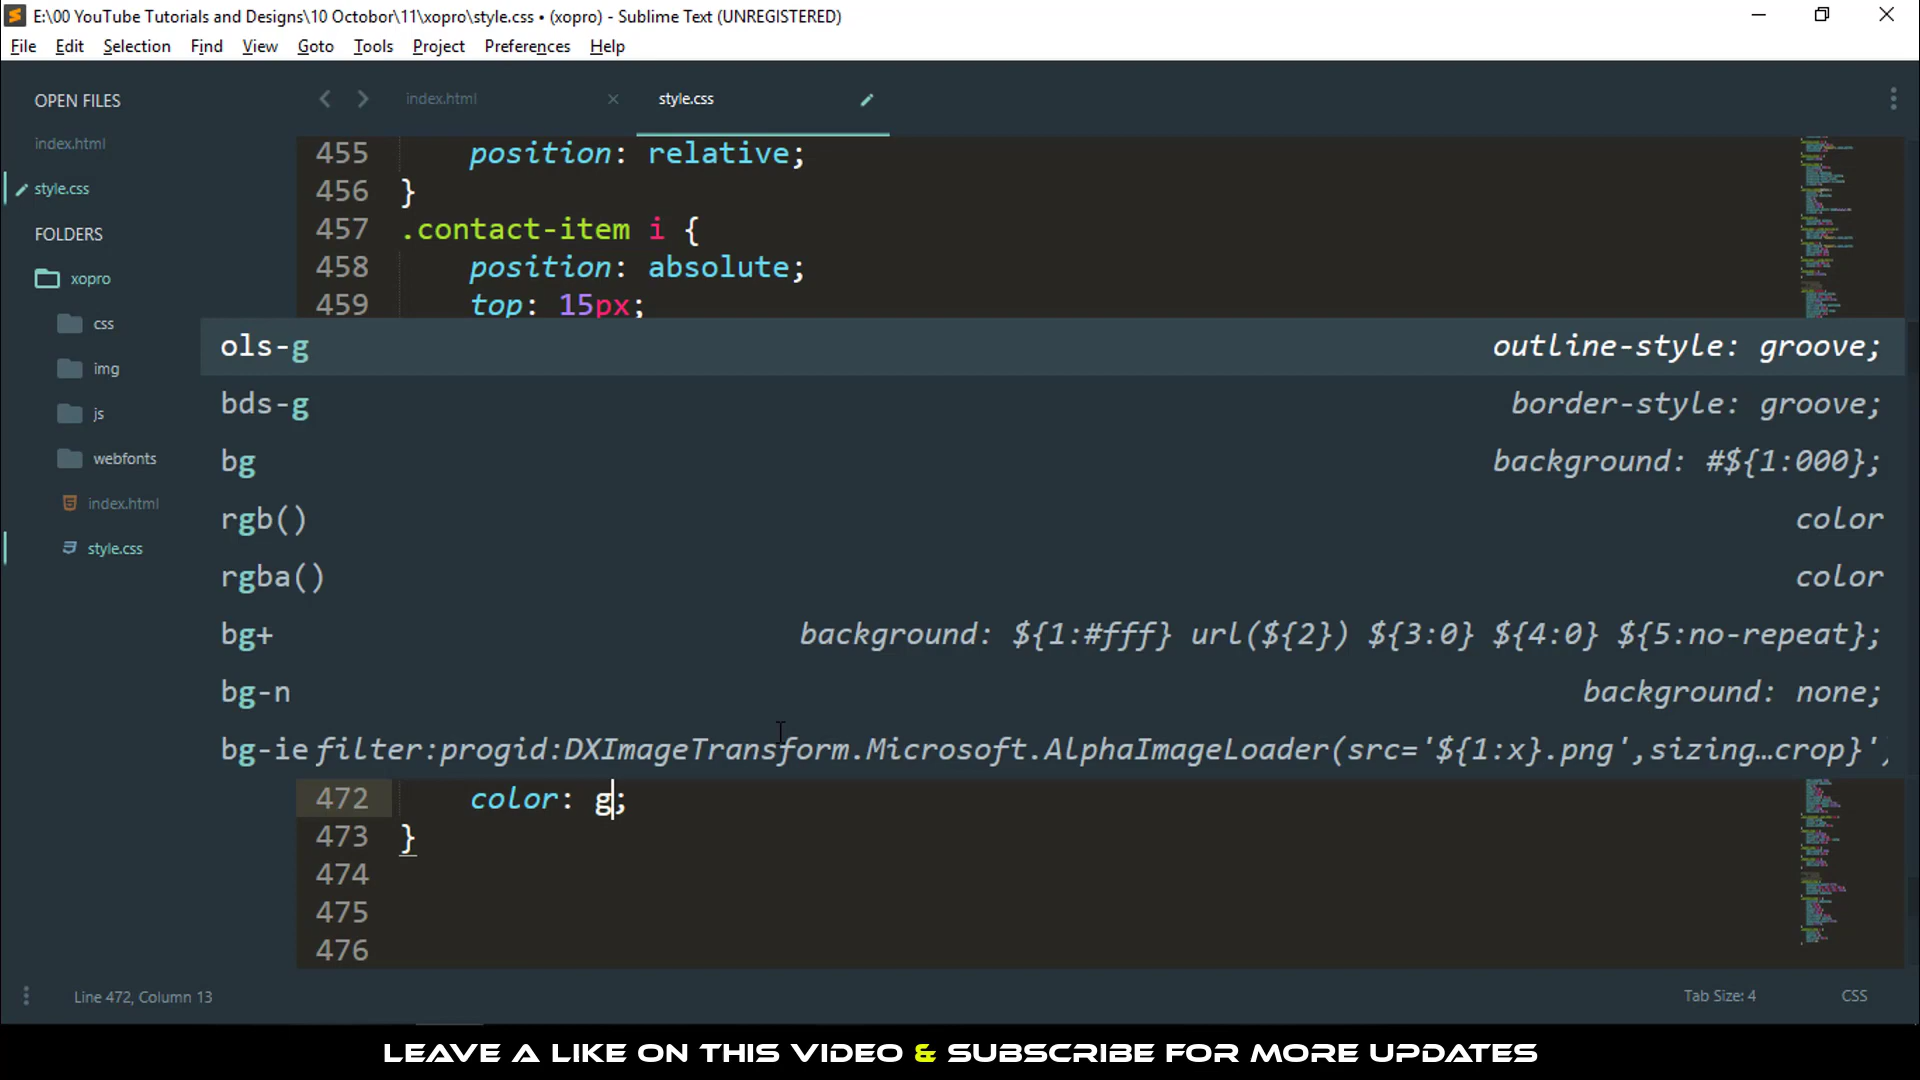 E:\00 YouTube Tutorials and Designs\10 Octobor\11\xopro\style.css • (xopro) - Sublime Text (UNREGISTERED)
File Edit Selection Find View Goto Tools Project Preferences Help
OPEN FILES
index.html
style.css
FOLDERS
xopro
css
img
js
webfonts
index.html
style.css
index.html × style.css
455 position: relative;
456 }
457 .contact-item i {
458 position: absolute;
459 top: 15px;
ols-g outline-style: groove;
bds-g border-style: groove;
bg background: #${1:000};
rgb() color
rgba() color
bg+ background: ${1:#fff} url(${2}) ${3:0} ${4:0} ${5:no-repeat};
bg-n background: none;
bg-ie filter:progid:DXImageTransform.Microsoft.AlphaImageLoader(src='${1:x}.png',sizing…crop}')
472 color: g;
473 }
474
475
476
Line 472, Column 13 Tab Size: 4 CSS
LEAVE A LIKE ON THIS VIDEO & SUBSCRIBE FOR MORE UPDATES